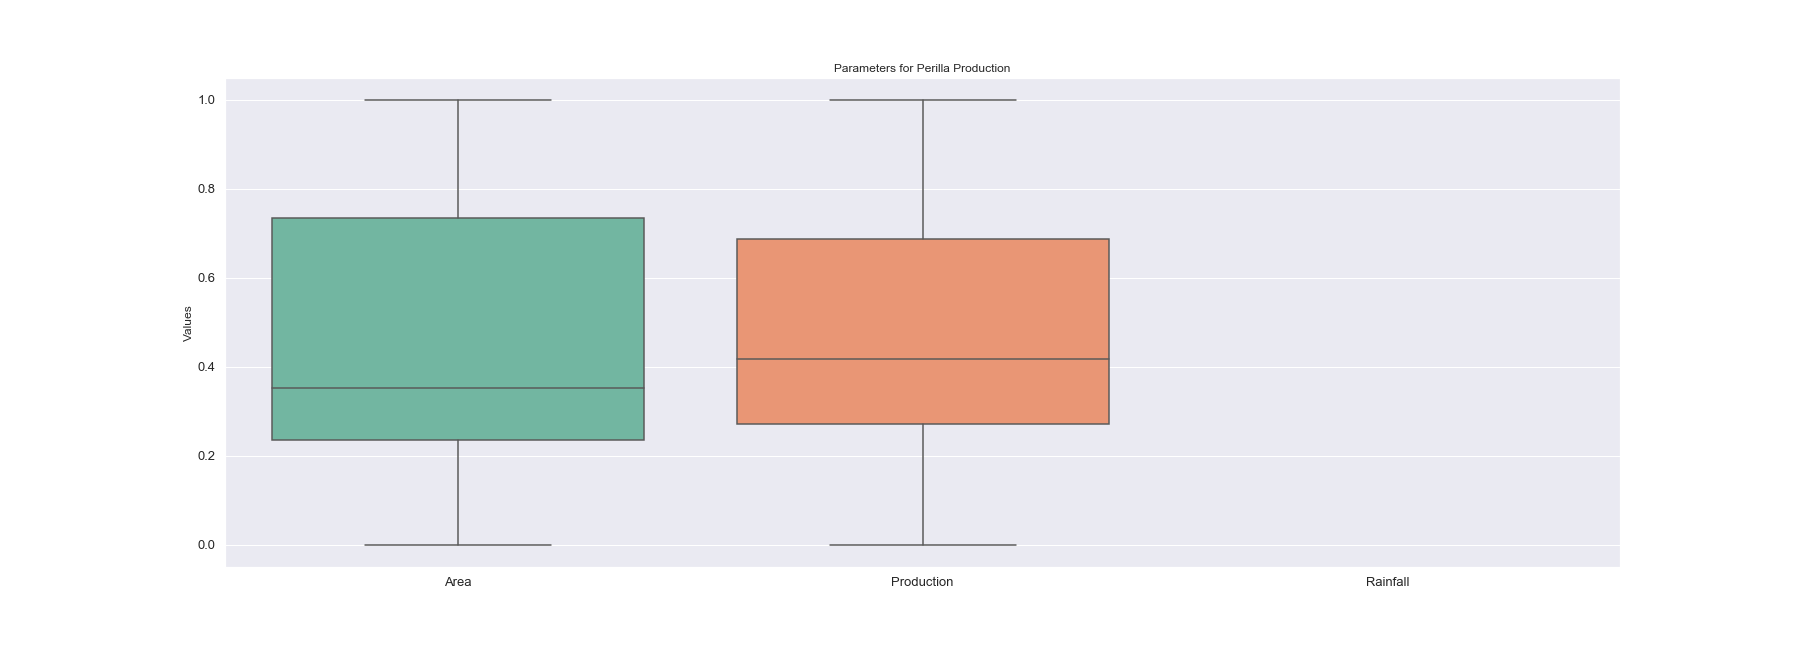 Parameters for Perilla Production
1.0
0.8
0.6
0.4
0.2
0.0
Values
Area
Production
Rainfall